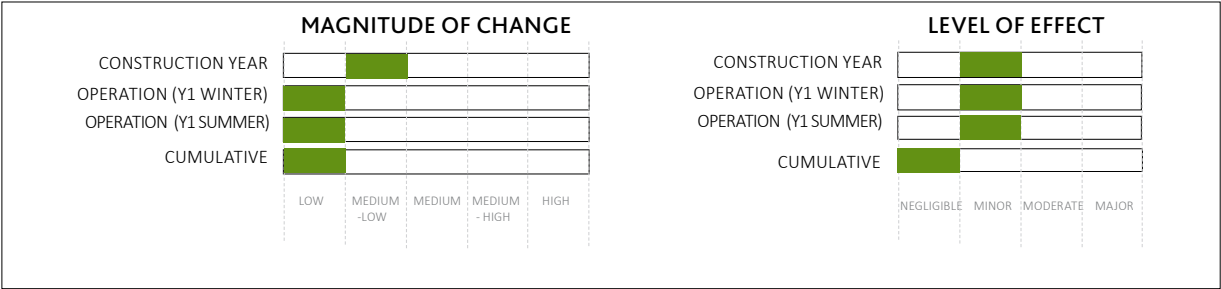 MAGNITUDE OF CHANGE
CONSTRUCTION YEAR
OPERATION (Y1 WINTER)
OPERATION (Y1 SUMMER)
CUMULATIVE
LOW
MEDIUM
-LOW
MEDIUM
MEDIUM
- HIGH
HIGH
LEVEL OF EFFECT
CONSTRUCTION YEAR
OPERATION (Y1 WINTER)
OPERATION (Y1 SUMMER)
CUMULATIVE
NEGLIGIBLE
MINOR
MODERATE
MAJOR